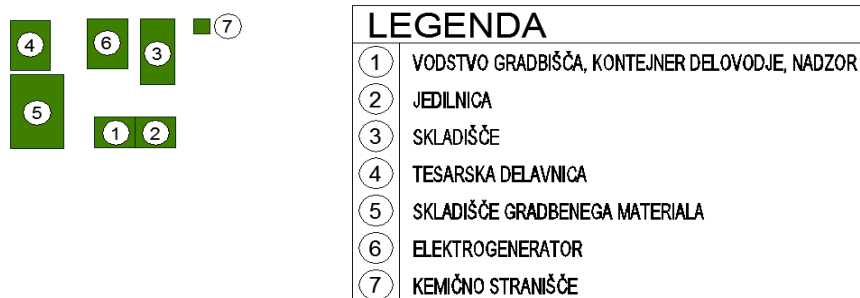 4
6
3
7
5
1 2
LEGENDA
1 VODSTVO GRADBIŠČA, KONTEJNER DELOVODJE, NADZOR
2 JEDILNICA
3 SKLADIŠČE
4 TESARSKA DELAVNICA
5 SKLADIŠČE GRADBENEGA MATERIALA
6 ELEKTROGENERATOR
7 KEMIČNO STRANIŠČE